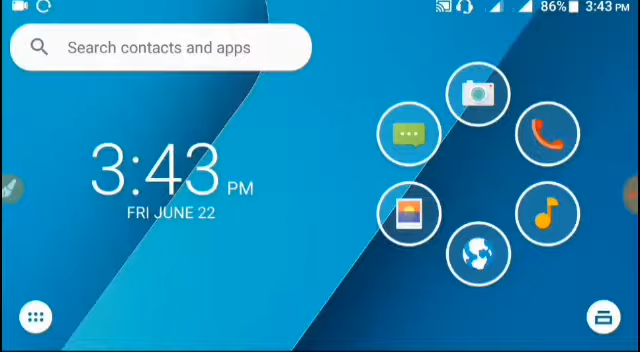 86% 3:43 PM
Search contacts and apps
3:43 PM
FRI JUNE 22